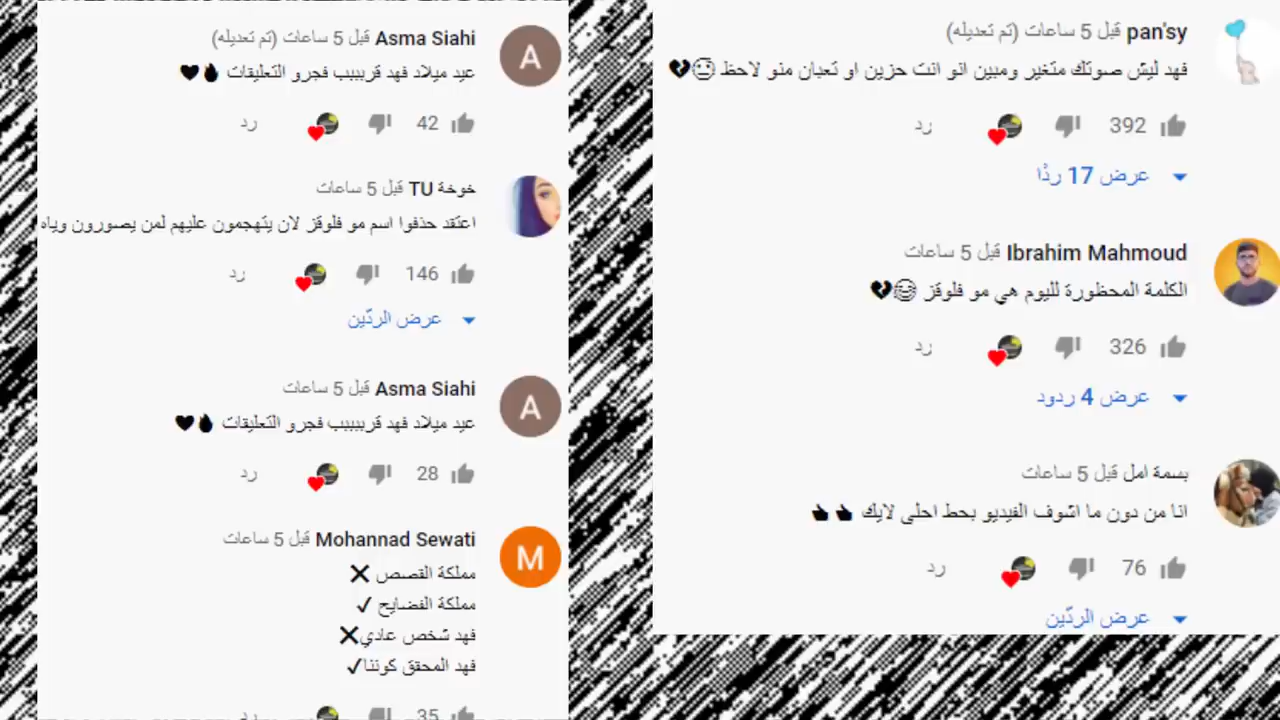 pan'sy قبل 5 ساعات (تم تعديله)
فهد ليش صوتك متغير ومبين انو انت حزين او تعبان منو لاحظ 😓💔
392
رد
عرض 17 ردًا
Ibrahim Mahmoud قبل 5 ساعات
الكلمة المحظورة لليوم هي مو فلوقز 😂💔
326
رد
عرض 4 ردود
بسمة امل قبل 5 ساعات
انا من دون ما اشوف الفيديو بحط احلى لايك 👍👍
76
رد
عرض الردّين
Asma Siahi قبل 5 ساعات (تم تعديله)
عيد ميلاد فهد قريبببب فجرو التعليقات 🔥❤
42
رد
خوخة TU قبل 5 ساعات
اعتقد حذفوا اسم مو فلوقز لان يتهجمون عليهم لمن يصورون وياه
146
رد
عرض الردّين
Asma Siahi قبل 5 ساعات
عيد ميلاد فهد قريبببب فجرو التعليقات 🔥❤
28
رد
Mohannad Sewati قبل 5 ساعات
مملكة القصص ❌
مملكة الفضايح ✔
فهد شخص عادي❌
فهد المحقق كوننا✔
35
رد